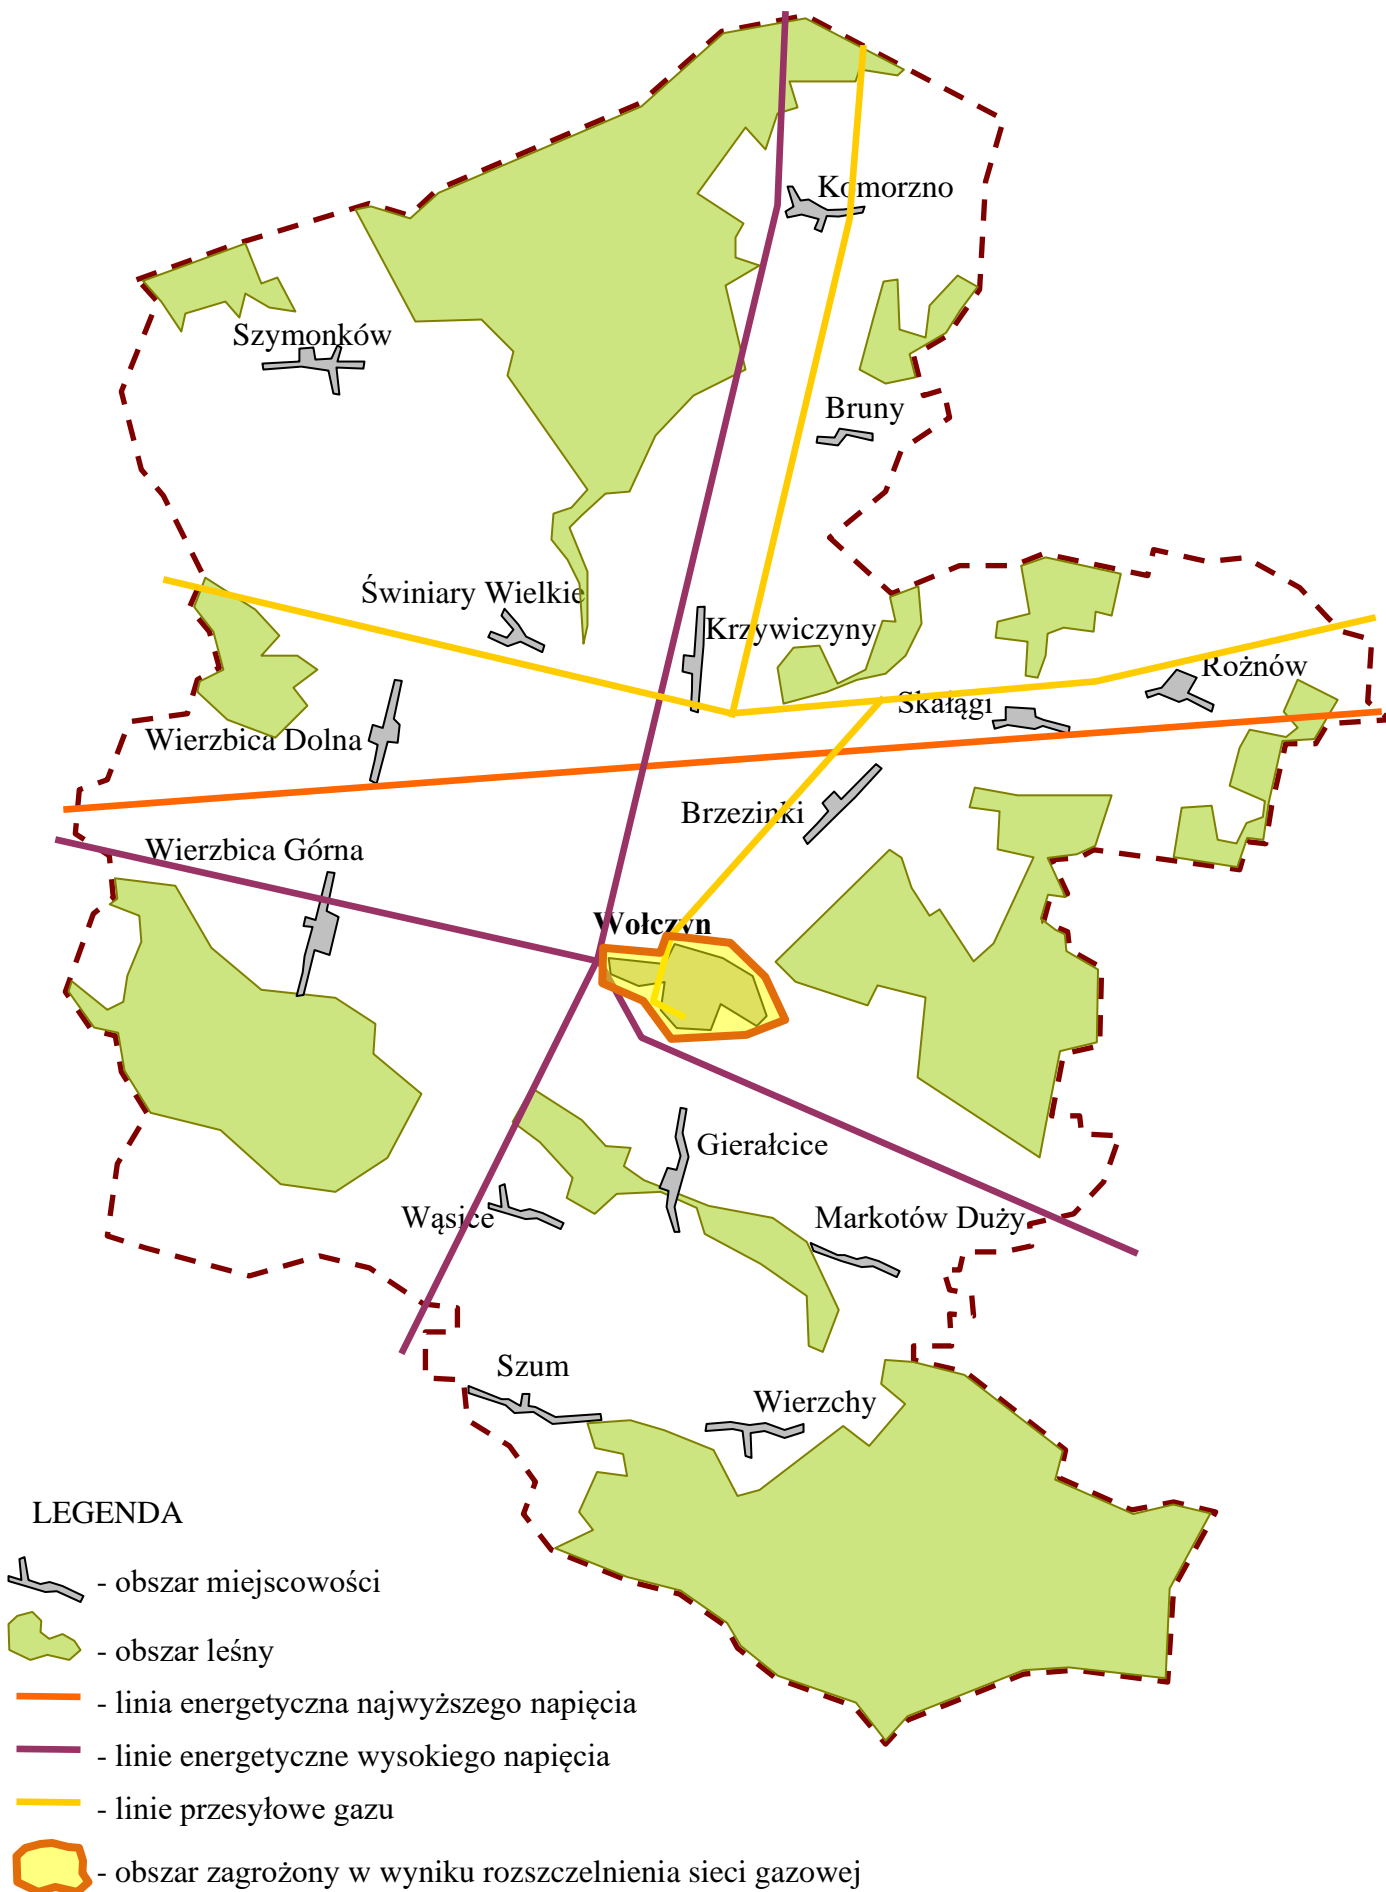 Komorzno
Szymonków
Bruny
Świniary Wielkie
Krzywiczyny
Rożnów
Skałągi
Wierzbica Dolna
Brzezinki
Wierzbica Górna
Wołczyn
Gierałcice
Wąsice
Markotów Duży
Szum
Wierzchy
LEGENDA
- obszar miejscowości
- obszar leśny
- linia energetyczna najwyższego napięcia
- linie energetyczne wysokiego napięcia
- linie przesyłowe gazu
- obszar zagrożony w wyniku rozszczelnienia sieci gazowej